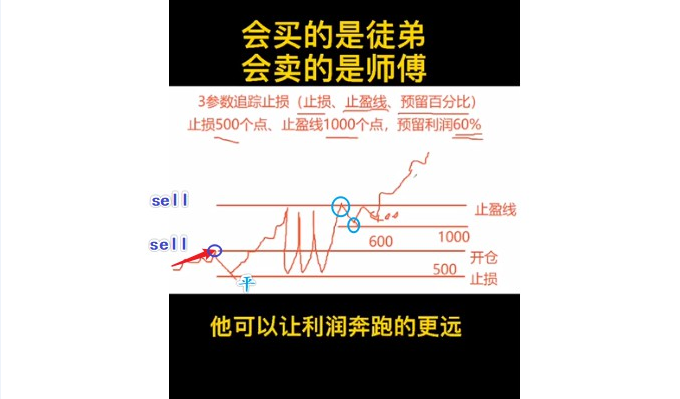 会买的是徒弟
会卖的是师傅
3参数追踪止损（止损、止盈线、预留百分比）
止损500个点、止盈线1000个点，预留利润60%
sell
止盈线
600
1000
sell
开仓
500
止损
平
他可以让利润奔跑的更远